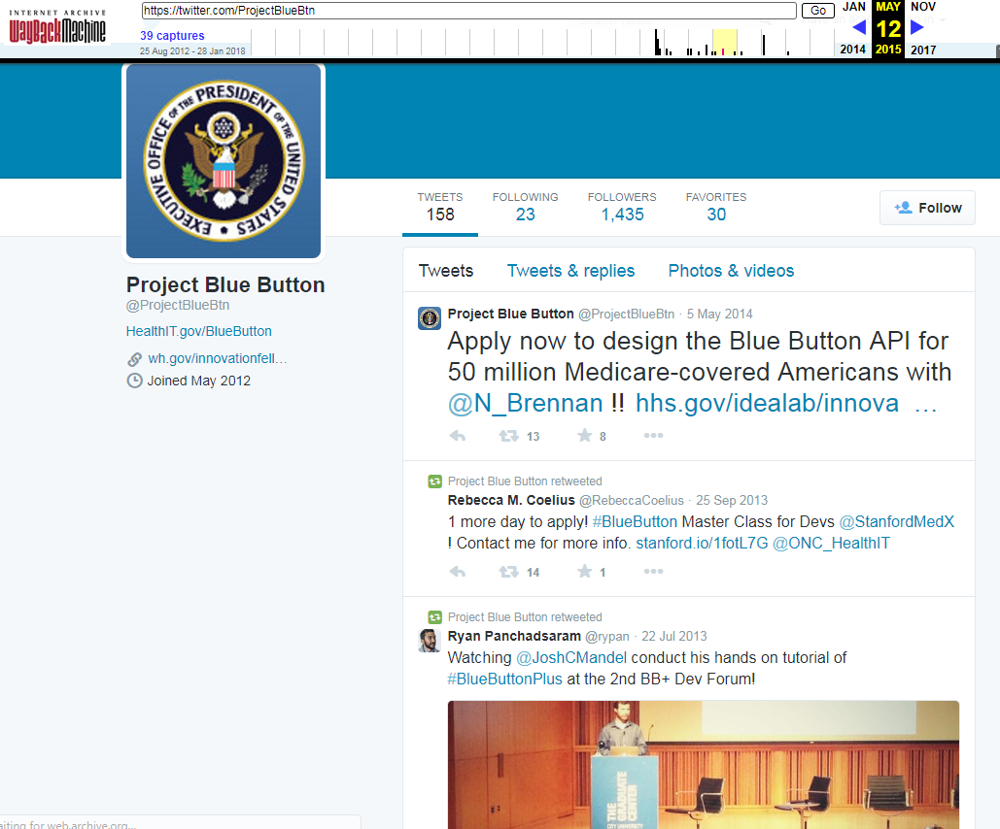 INTERNET ARCHIVE
WayBackMachine
https://twitter.com/ProjectBlueBtn
Go
JAN MAY NOV
39 captures
12
25 Aug 2012 - 28 Jan 2018
2014 2015 2017
EXECUTIVE OFFICE OF THE PRESIDENT OF THE UNITED STATES
TWEETS FOLLOWING FOLLOWERS FAVORITES
158 23 1,435 30
Follow
Project Blue Button
@ProjectBlueBtn
HealthIT.gov/BlueButton
wh.gov/innovationfell…
Joined May 2012
Tweets Tweets & replies Photos & videos
Project Blue Button @ProjectBlueBtn · 5 May 2014
Apply now to design the Blue Button API for
50 million Medicare-covered Americans with
@N_Brennan !! hhs.gov/idealab/innova …
13 8
Project Blue Button retweeted
Rebecca M. Coelius @RebeccaCoelius · 25 Sep 2013
1 more day to apply! #BlueButton Master Class for Devs @StanfordMedX
! Contact me for more info. stanford.io/1fotL7G @ONC_HealthIT
14 1
Project Blue Button retweeted
Ryan Panchadsaram @rypan · 22 Jul 2013
Watching @JoshCMandel conduct his hands on tutorial of
#BlueButtonPlus at the 2nd BB+ Dev Forum!
THE
GRADUATE
CENTER
CITY UNIVERSITY
aiting for web.archive.org...